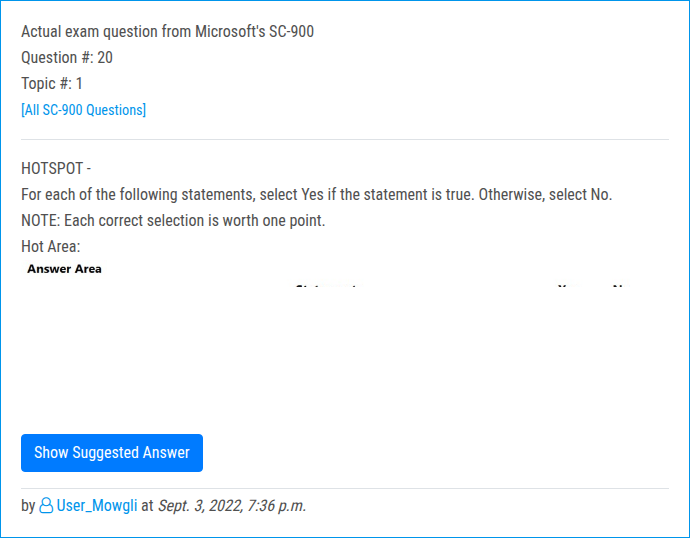 Actual exam question from Microsoft's SC-900
Question #: 20
Topic #: 1
[All SC-900 Questions]
HOTSPOT -
For each of the following statements, select Yes if the statement is true. Otherwise, select No.
NOTE: Each correct selection is worth one point.
Hot Area:
Answer Area
Show Suggested Answer
by User_Mowgli at Sept. 3, 2022, 7:36 p.m.